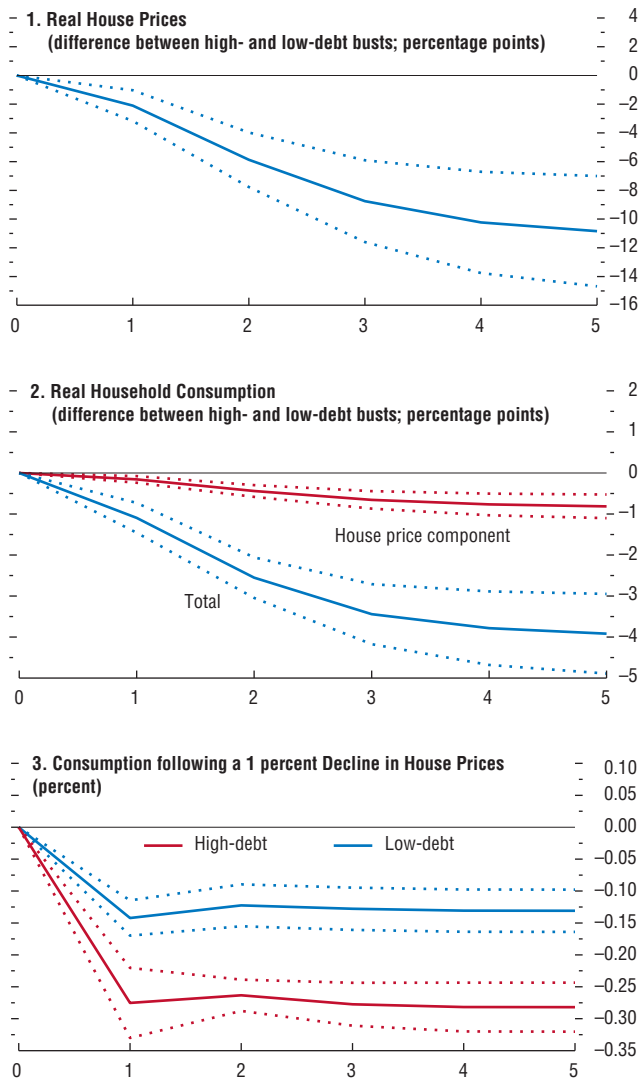 1. Real House Prices
(difference between high- and low-debt busts; percentage points)
4
2
0
–2
–4
–6
–8
–10
–12
–14
–16
0 1 2 3 4 5
2. Real Household Consumption
(difference between high- and low-debt busts; percentage points)
2
1
0
–1
House price component
–2
–3
Total
–4
–5
0 1 2 3 4 5
3. Consumption following a 1 percent Decline in House Prices
(percent)
0.10
0.05
0.00
High-debt Low-debt
–0.05
–0.10
–0.15
–0.20
–0.25
–0.30
–0.35
0 1 2 3 4 5